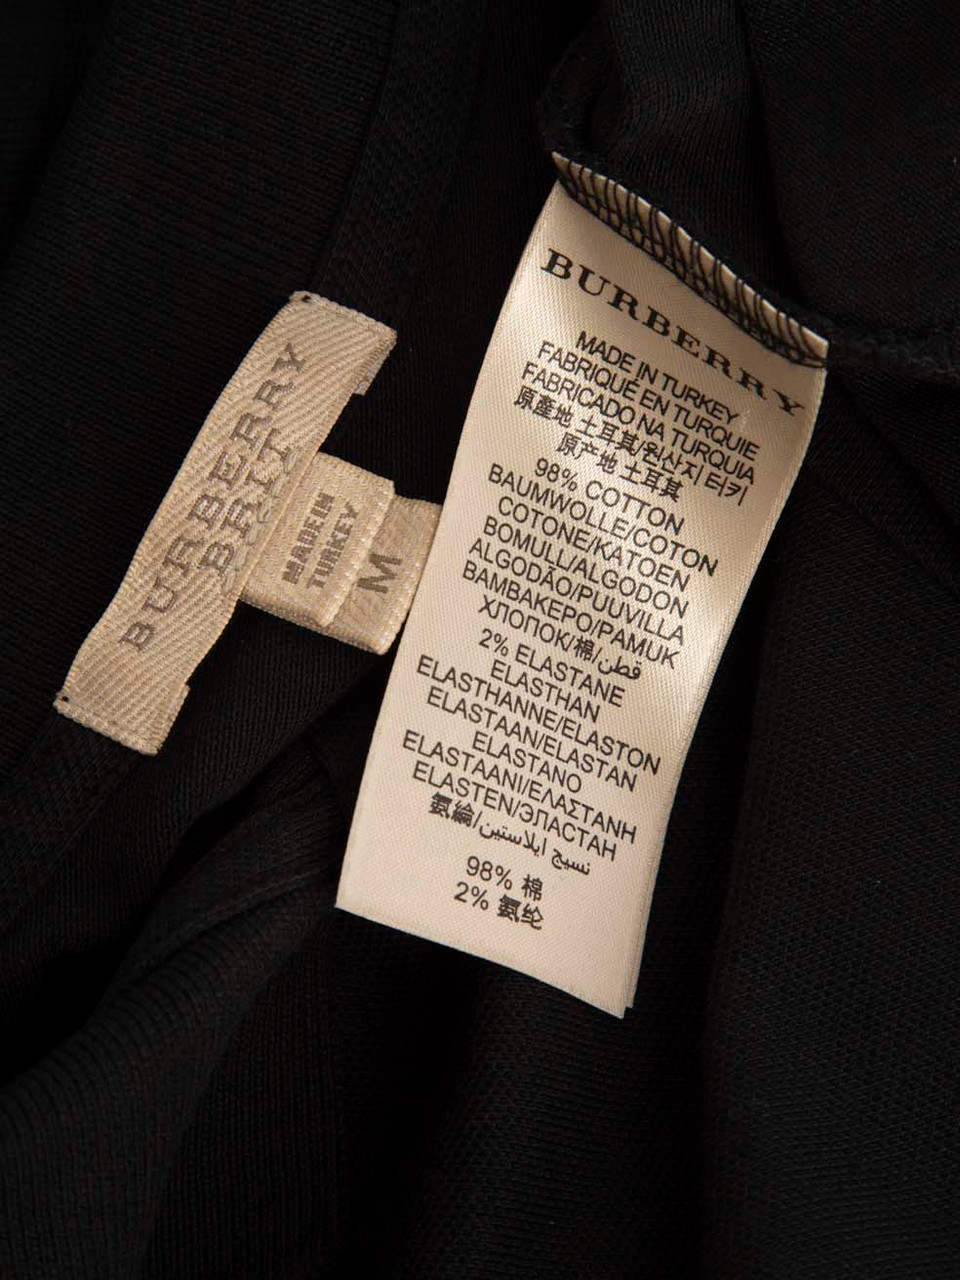 BURBERRY
BRIT
MADE IN
TURKEY
M
BURBERRY
MADE IN TURKEY
FABRIQUÉ EN TURQUIE
FABRICADO NA TURQUIA
原產地 土耳其/원산지 터키
原产地 土耳其
98% COTTON
BAUMWOLLE/COTON
COTONE/KATOEN
BOMULL/ALGODON
ALGODÃO/PUUVILLA
BAMBAKEPO/PAMUK
ХЛОПОК/棉/قطن
2% ELASTANE
ELASTHAN
ELASTHANNE/ELASTON
ELASTAAN/ELASTAN
ELASTANO
ELASTAANI/ΕΛΑΣΤΑΝΗ
ELASTEN/ЭЛАСТАН
氨綸/نسيج ايلاستين
98% 棉
2% 氨纶